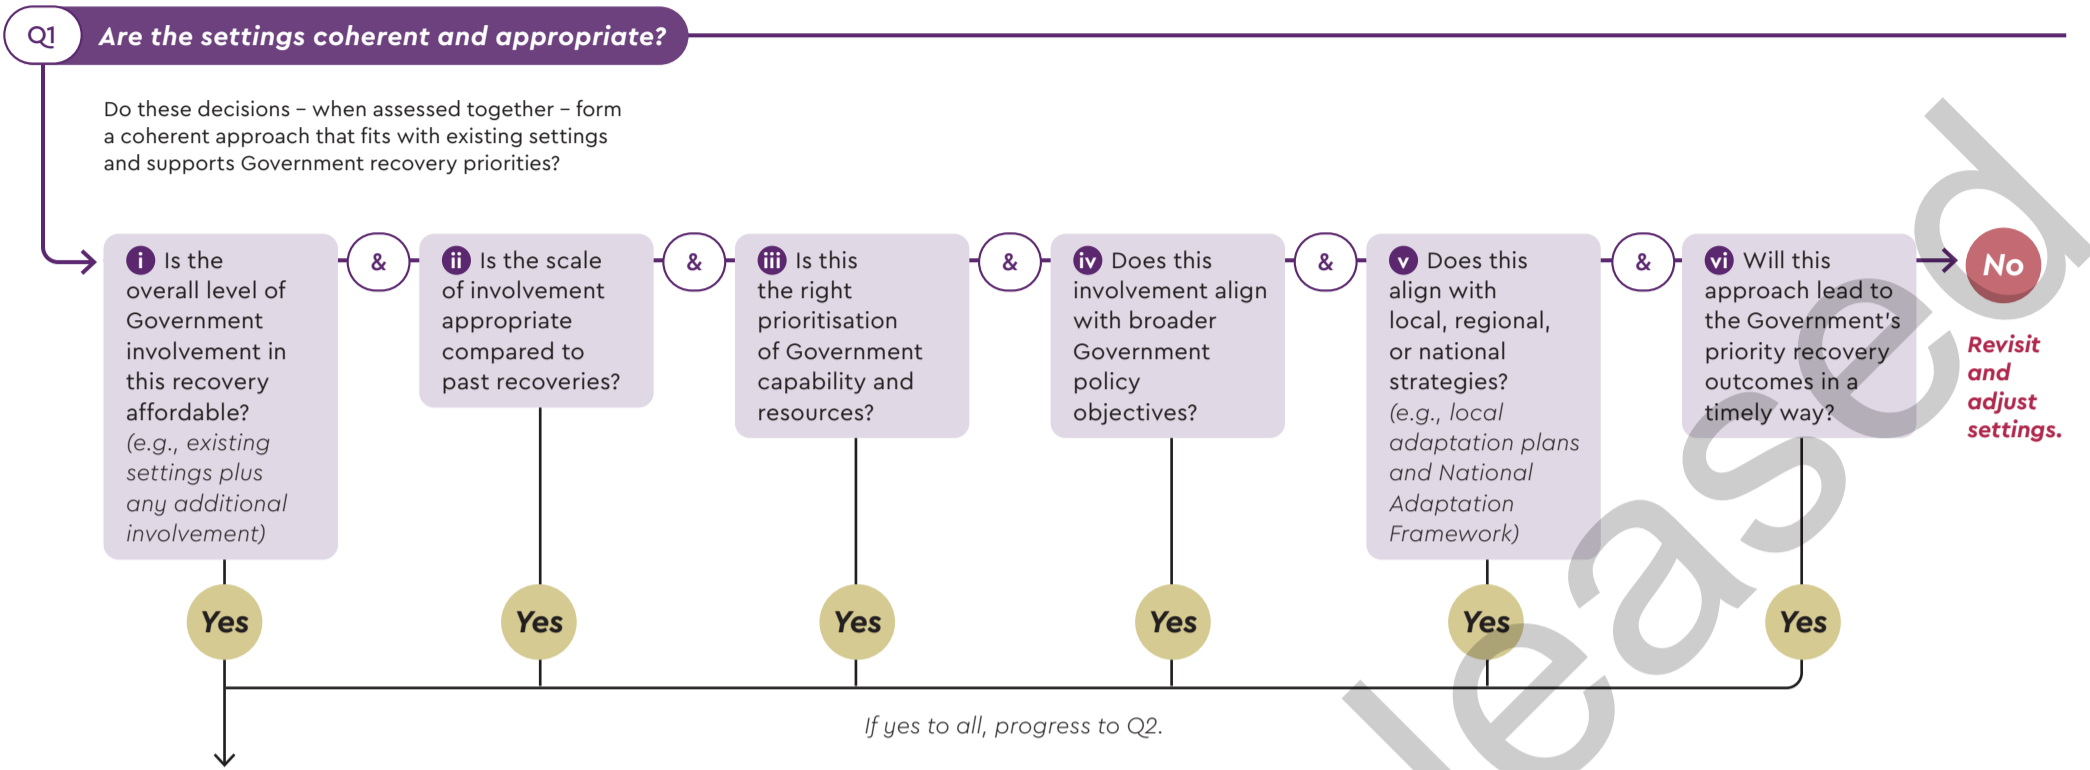 Q1 Are the settings coherent and appropriate?
Do these decisions – when assessed together – form
a coherent approach that fits with existing settings
and supports Government recovery priorities?
i Is the
overall level of
Government
involvement in
this recovery
affordable?
(e.g., existing
settings plus
any additional
involvement)
&
ii Is the scale
of involvement
appropriate
compared to
past recoveries?
&
iii Is this
the right
prioritisation
of Government
capability and
resources?
&
iv Does this
involvement align
with broader
Government
policy
objectives?
&
v Does this
align with
local, regional,
or national
strategies?
(e.g., local
adaptation plans
and National
Adaptation
Framework)
&
vi Will this
approach lead to
the Government's
priority recovery
outcomes in a
timely way?
No
Revisit
and
adjust
settings.
Yes
Yes
Yes
Yes
Yes
Yes
If yes to all, progress to Q2.
leased